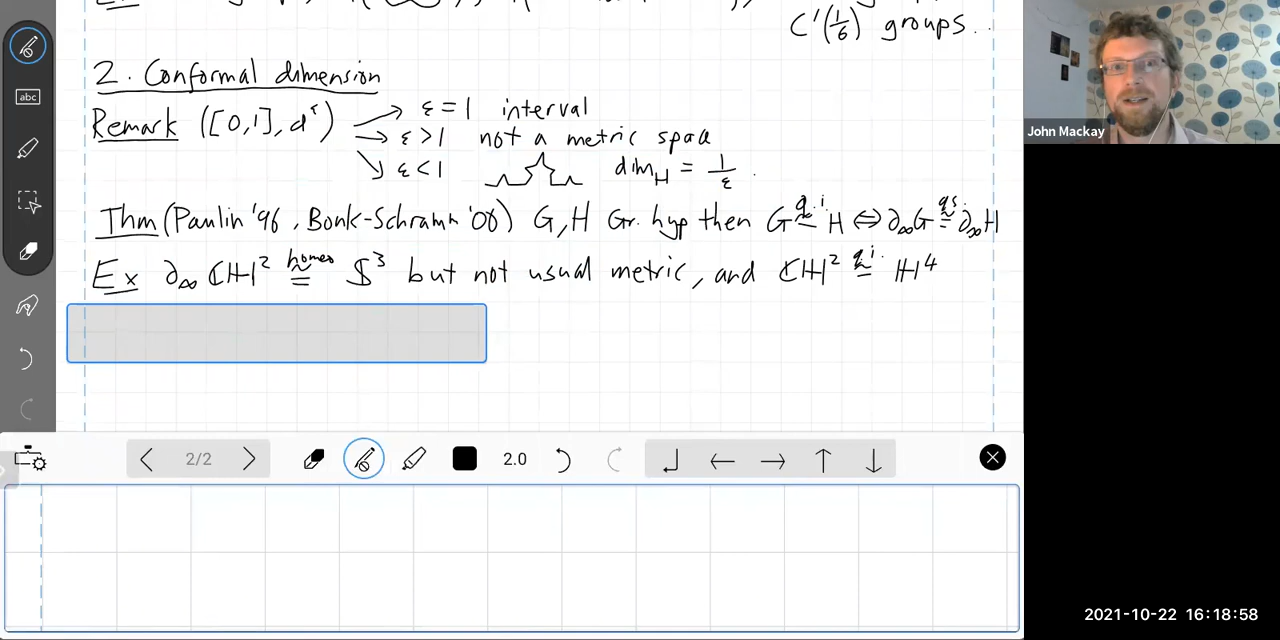 C'(1/6) groups..
2. Conformal dimension
Remark ([0,1], d^ε) → ε = 1 interval
→ ε > 1 not a metric space
↘ ε < 1 dim_H = 1/ε .
Thm (Paulin '96, Bonk-Schramm '00) G, H Gr. hyp then G q.i. ≃ H ⇔ ∂∞G qs ≅ ∂∞H
Ex ∂∞ ℂH² homeo ≅ S³ but not usual metric, and ℂH² q.i. ≃ H⁴
abc
2/2
2.0
John Mackay
2021-10-22 16:18:58